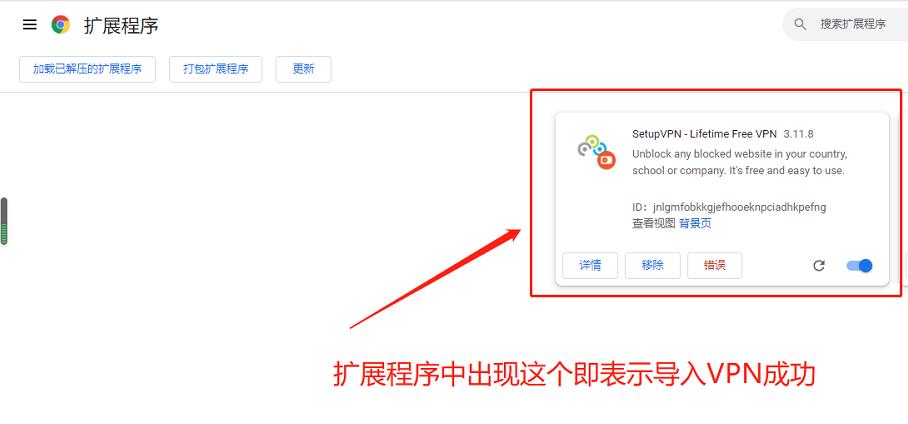 扩展程序
搜索扩展程序
加载已解压的扩展程序
打包扩展程序
更新
SetupVPN - Lifetime Free VPN 3.11.8
Unblock any blocked website in your country,
school or company. It's free and easy to use.
ID：jnlgmfobkkgjefhooeknpciadhkpefng
查看视图 背景页
详情
移除
错误
扩展程序中出现这个即表示导入VPN成功